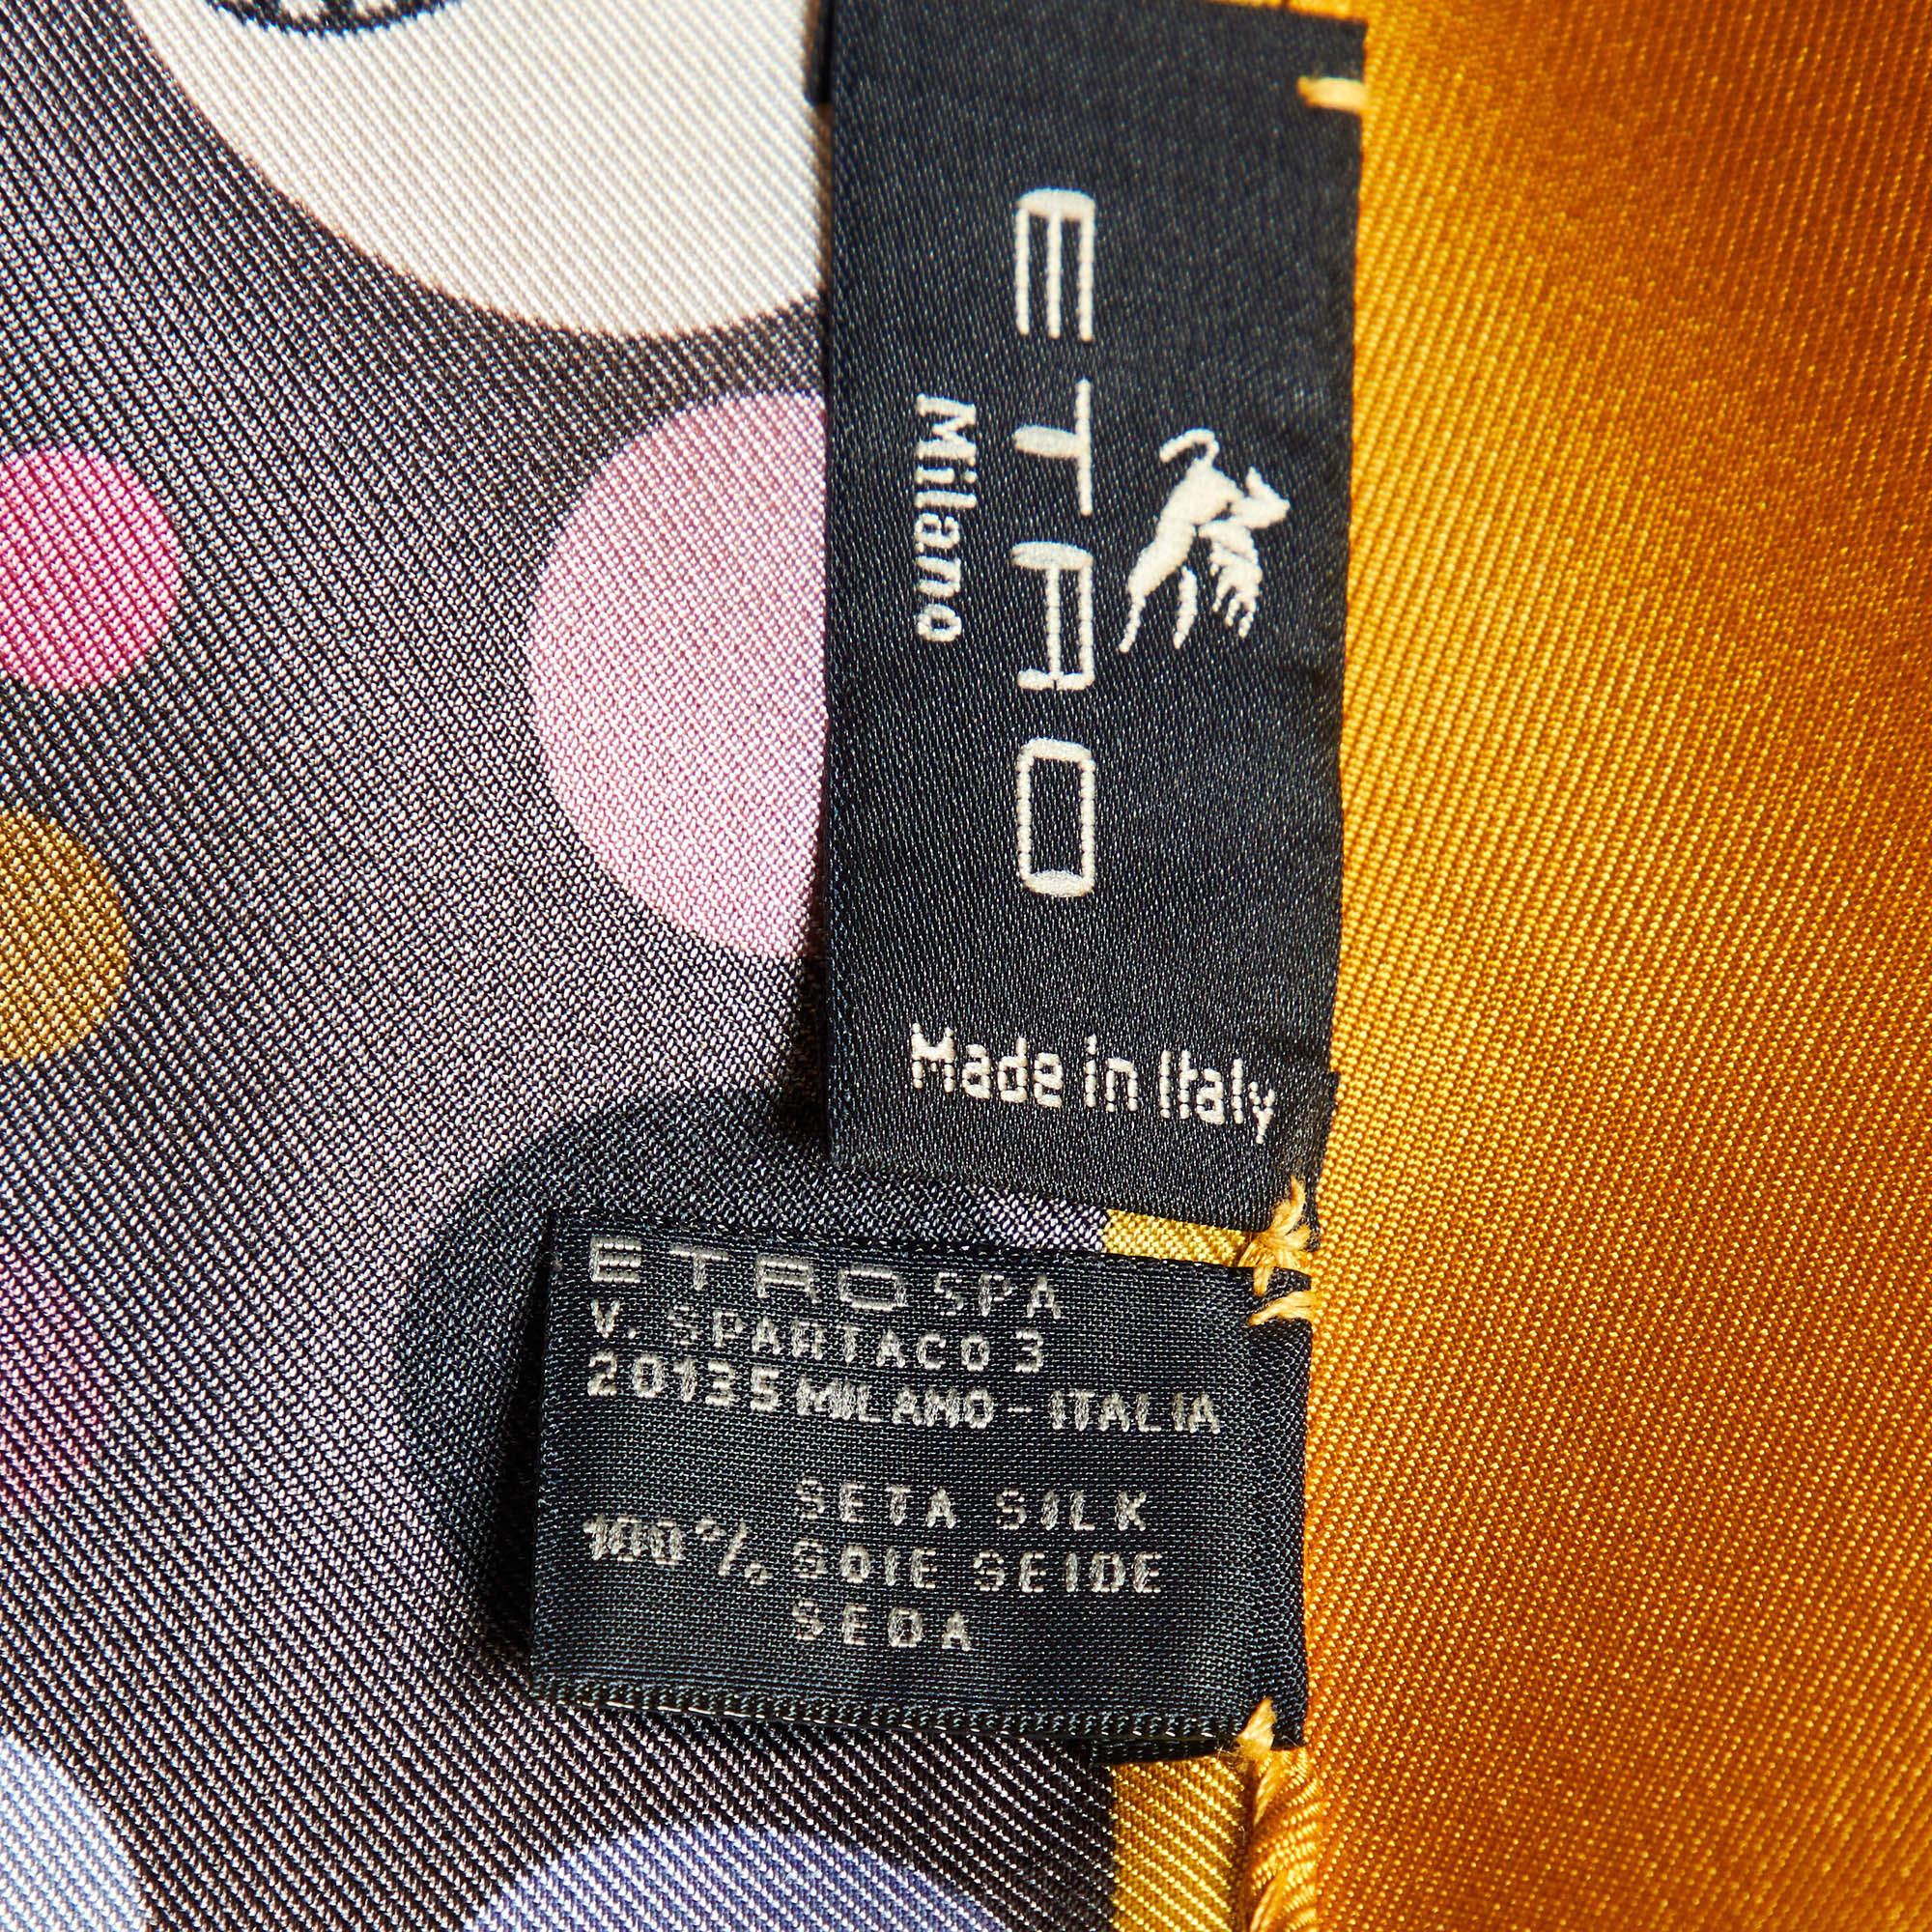 ETRO
Milano
Made in Italy
ETRO SPA
V. SPARTACO 3
20135 MILANO - ITALIA
SETA SILK
100% SOIE SEIDE
SEDA